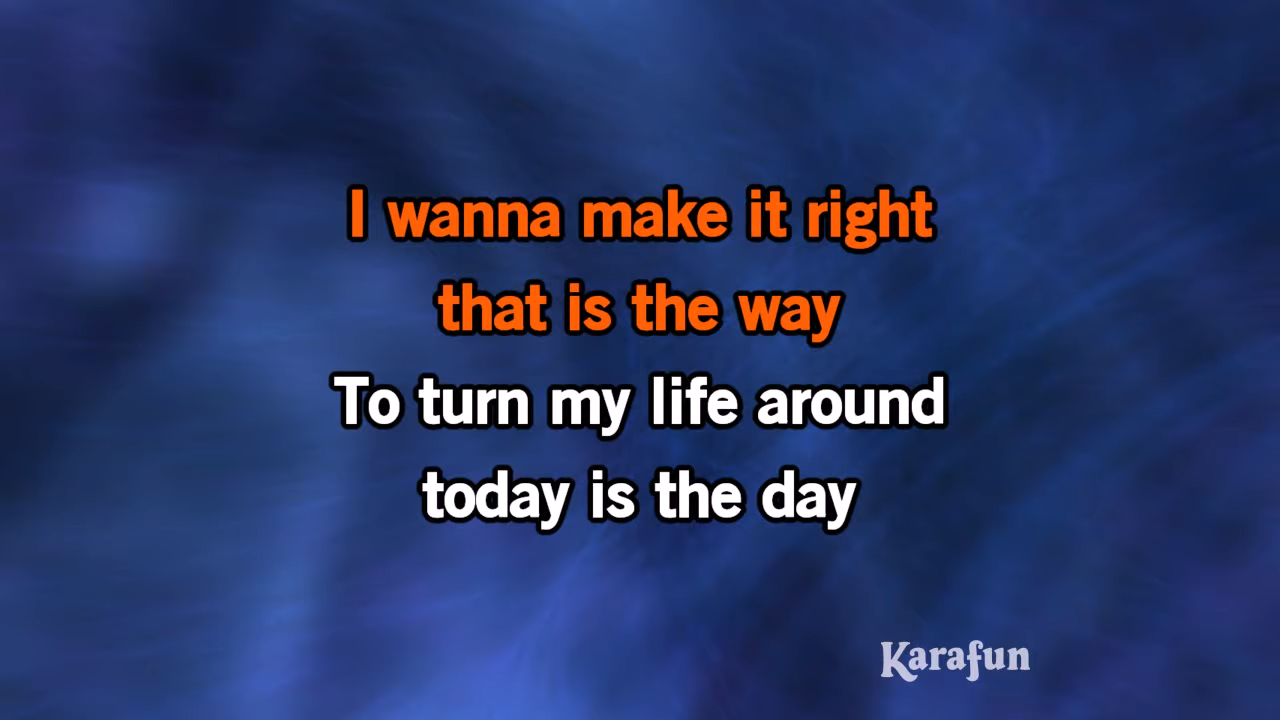 I wanna make it right
that is the way
To turn my life around
today is the day
Karafun